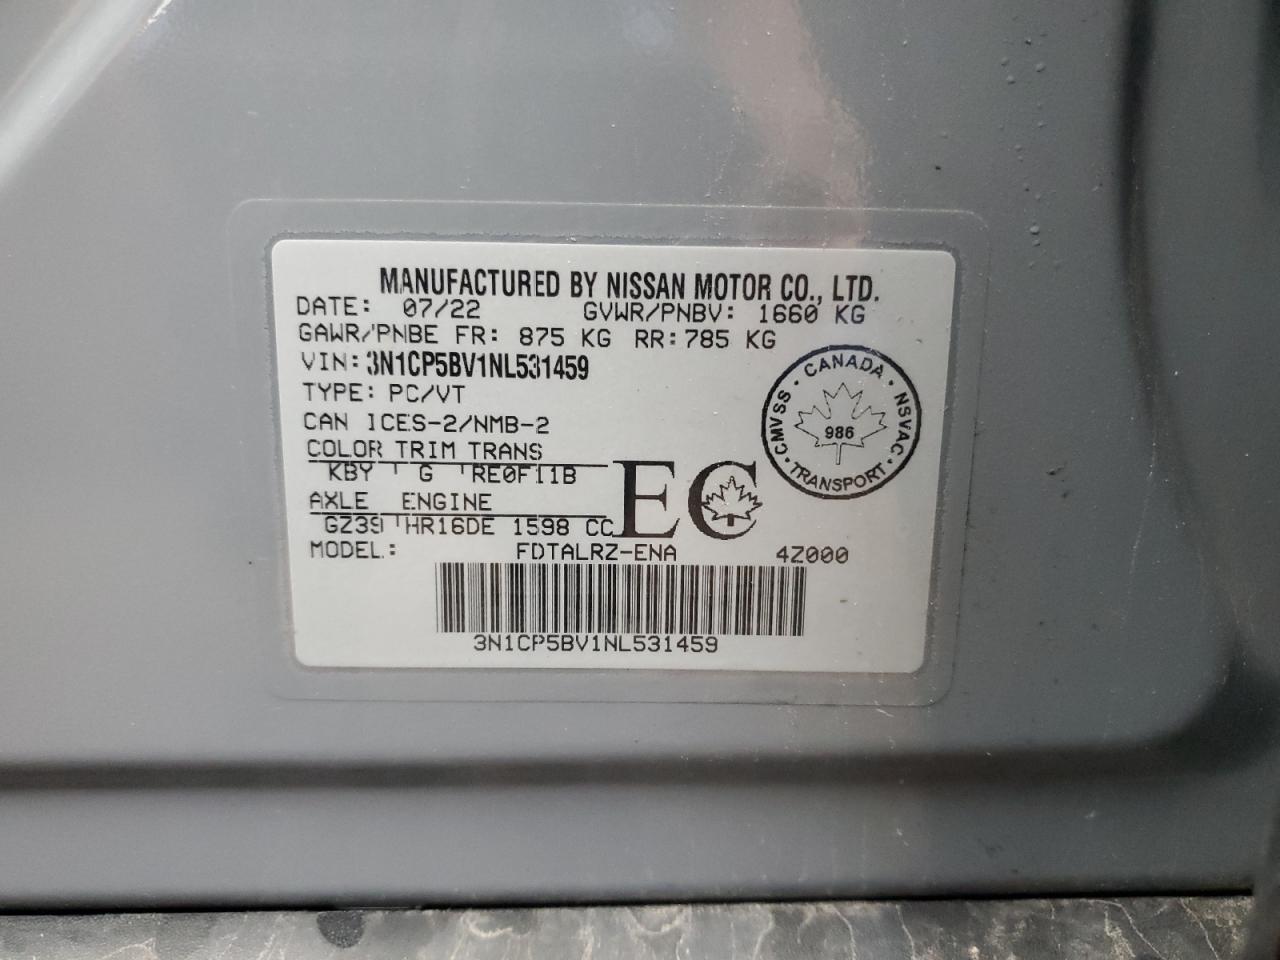 MANUFACTURED BY NISSAN MOTOR CO., LTD.
DATE: 07/22 GVWR/PNBV: 1660 KG
GAWR/PNBE FR: 875 KG RR: 785 KG
VIN: 3N1CP5BV1NL531459
TYPE: PC/VT
CAN ICES-2/NMB-2
COLOR TRIM TRANS
KBY G RE0F11B
AXLE ENGINE
GZ39 HR16DE 1598 CC
MODEL: FDTALRZ-ENA 4Z000
3N1CP5BV1NL531459
EC
CMVSS · CANADA · NSVAC · TRANSPORT ·
986